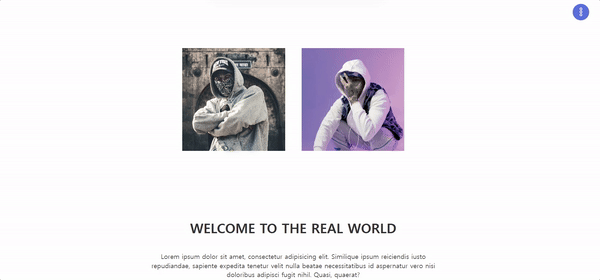 WELCOME TO THE REAL WORLD
Lorem ipsum dolor sit amet, consectetur adipisicing elit. Similique ipsum reiciendis iusto
repudiandae, sapiente expedita tenetur velit nulla beatae necessitatibus id aspernatur vero nisi
doloribus adipisci fugit similique. Quasi, quaerat?